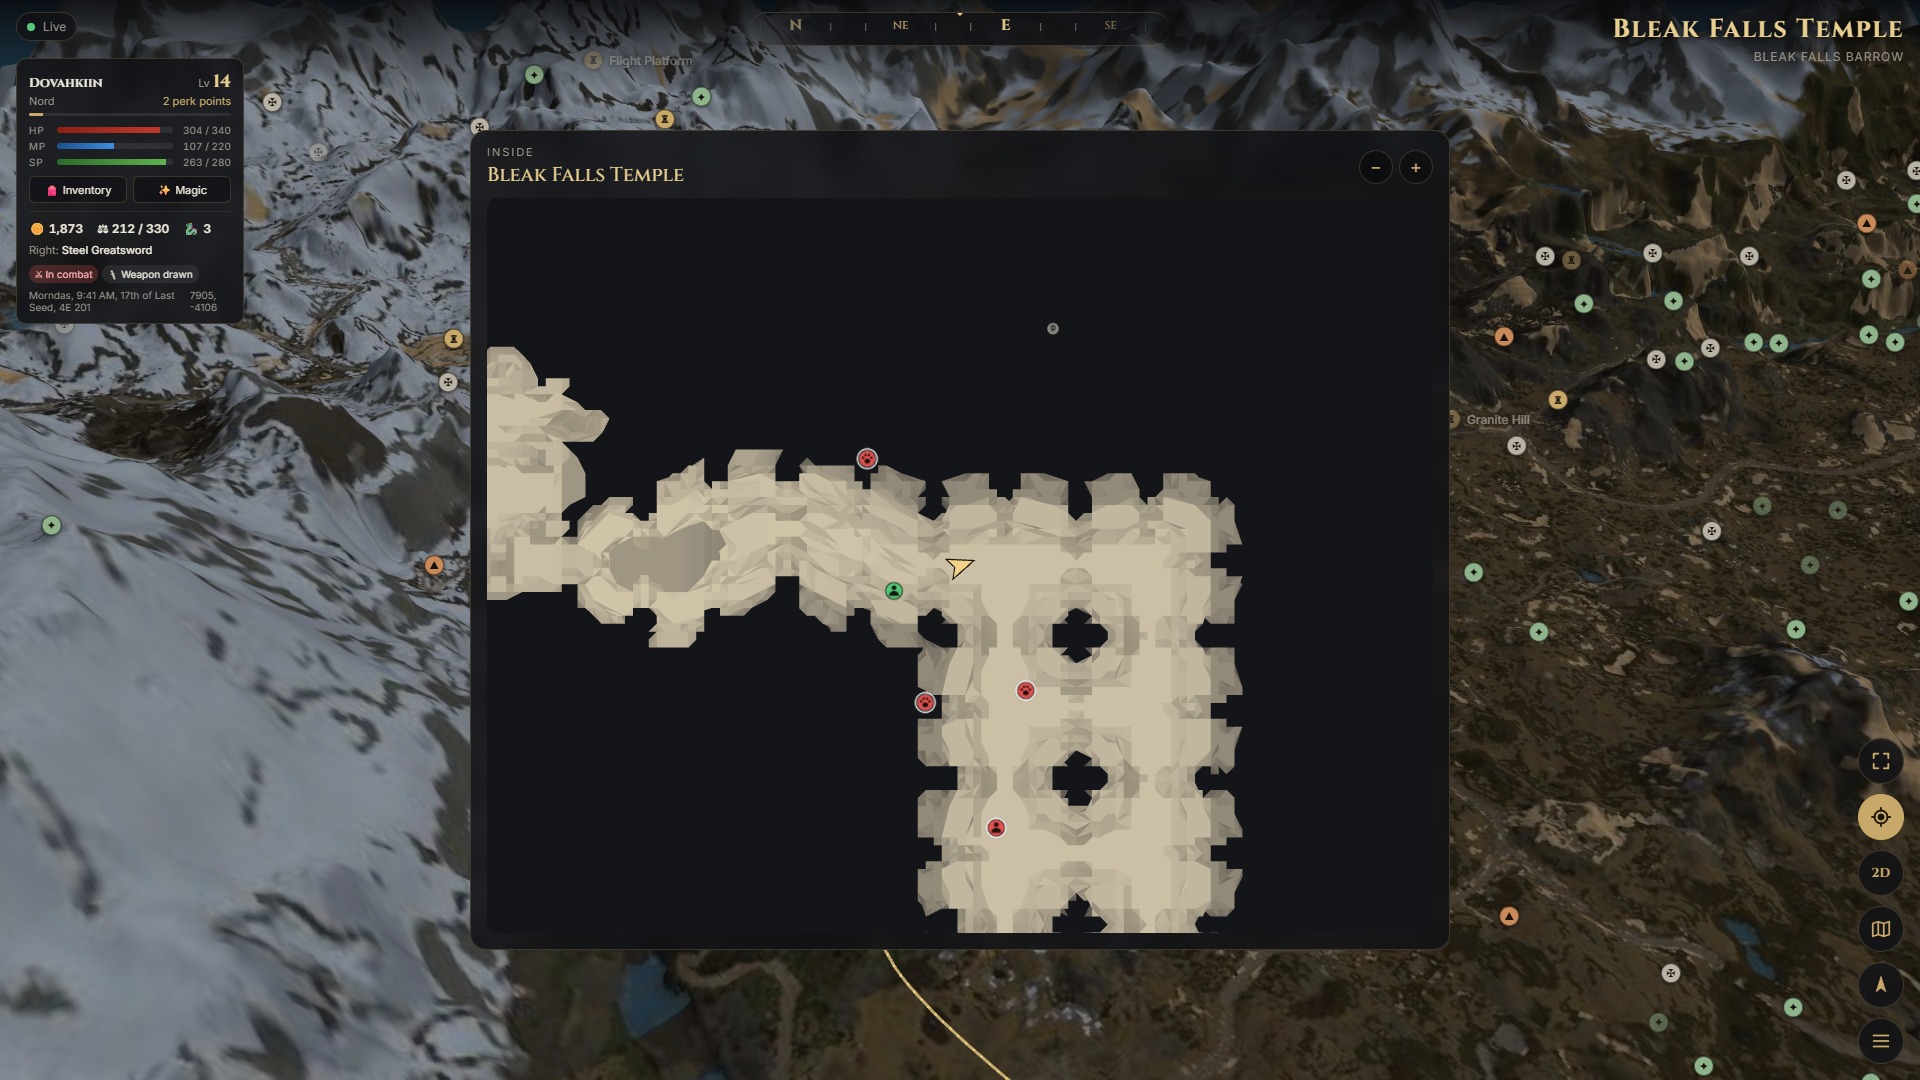 Live
N
NE
E
SE
BLEAK FALLS TEMPLE
BLEAK FALLS BARROW
DOVAHKIIN
Lv 14
Nord
2 perk points
HP 304 / 340
MP 107 / 220
SP 263 / 280
Inventory
Magic
1,873
212 / 330
3
Right: Steel Greatsword
In combat
Weapon drawn
Morndas, 9:41 AM, 17th of Last
Seed, 4E 201
7905,
-4106
Flight Platform
INSIDE
BLEAK FALLS TEMPLE
−
+
Granite Hill
2D